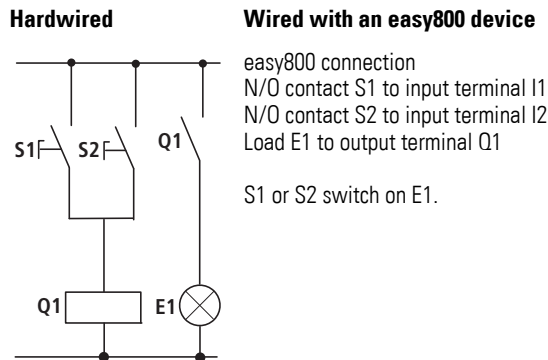 Hardwired
Wired with an easy800 device
easy800 connection
N/O contact S1 to input terminal I1
N/O contact S2 to input terminal I2
Load E1 to output terminal Q1
S1 or S2 switch on E1.
S1 S2 Q1
Q1 E1